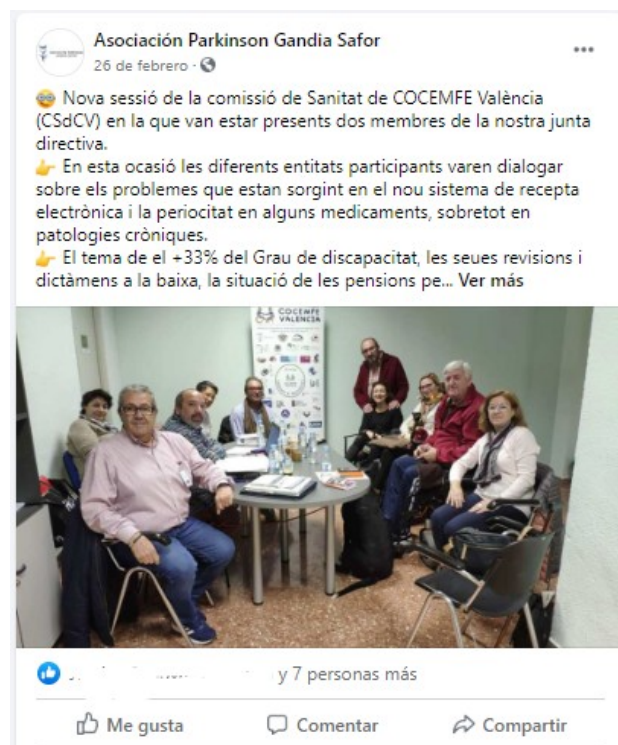 Asociación Parkinson Gandia Safor
26 de febrero ·
Nova sessió de la comissió de Sanitat de COCEMFE València
(CSdCV) en la que van estar presents dos membres de la nostra junta
directiva.
En esta ocasió les diferents entitats participants varen dialogar
sobre els problemes que estan sorgint en el nou sistema de recepta
electrònica i la periocitat en alguns medicaments, sobretot en
patologies cròniques.
El tema de el +33% del Grau de discapacitat, les seues revisions i
dictàmens a la baixa, la situació de les pensions pe... Ver más
COCEMFE
VALENCIA
y 7 personas más
Me gusta
Comentar
Compartir